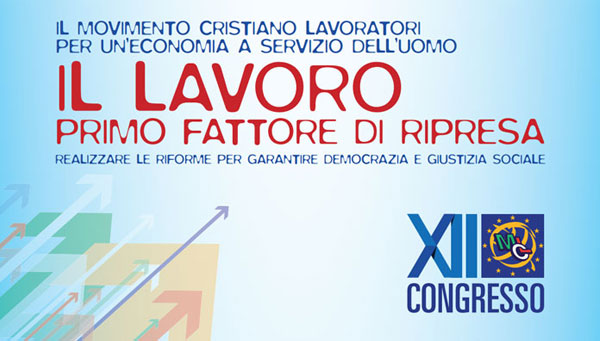 IL MOVIMENTO CRISTIANO LAVORATORI
PER UN'ECONOMIA A SERVIZIO DELL'UOMO
IL LAVORO
PRIMO FATTORE DI RIPRESA
REALIZZARE LE RIFORME PER GARANTIRE DEMOCRAZIA E GIUSTIZIA SOCIALE
XII
CONGRESSO